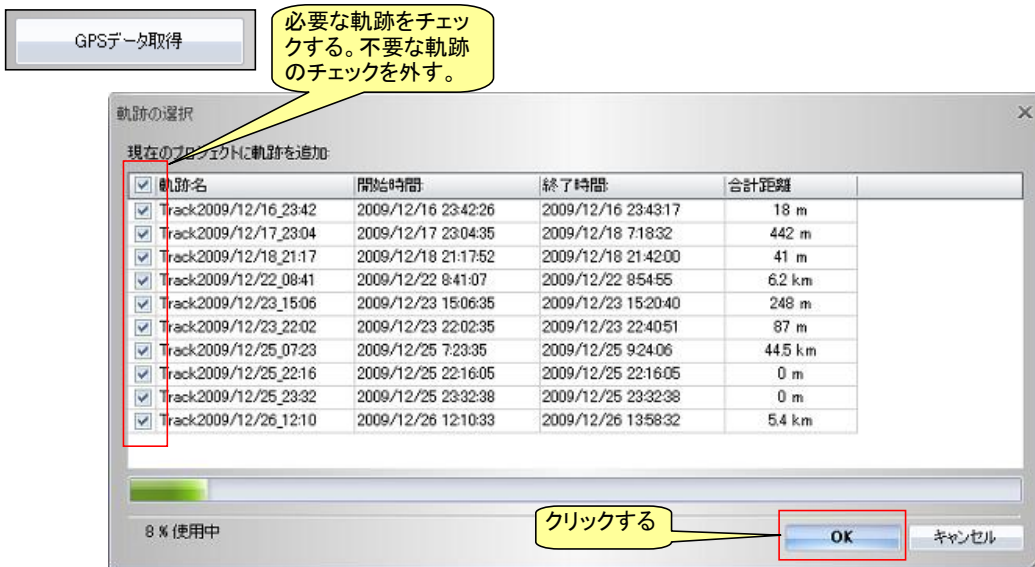 GPSデータ取得
必要な軌跡をチェッ
クする。不要な軌跡
のチェックを外す。
軌跡の選択
現在のプロジェクトに軌跡を追加:
軌跡名 開始時間: 終了時間: 合計距離
Track2009/12/16_23:42 2009/12/16 23:42:26 2009/12/16 23:43:17 18 m
Track2009/12/17_23:04 2009/12/17 23:04:35 2009/12/18 7:18:32 442 m
Track2009/12/18_21:17 2009/12/18 21:17:52 2009/12/18 21:42:00 41 m
Track2009/12/22_08:41 2009/12/22 8:41:07 2009/12/22 8:54:55 6.2 km
Track2009/12/23_15:06 2009/12/23 15:06:35 2009/12/23 15:20:40 248 m
Track2009/12/23_22:02 2009/12/23 22:02:35 2009/12/23 22:40:51 87 m
Track2009/12/25_07:23 2009/12/25 7:23:35 2009/12/25 9:24:06 44.5 km
Track2009/12/25_22:16 2009/12/25 22:16:05 2009/12/25 22:16:05 0 m
Track2009/12/25_23:32 2009/12/25 23:32:38 2009/12/25 23:32:38 0 m
Track2009/12/26_12:10 2009/12/26 12:10:33 2009/12/26 13:58:32 5.4 km
8 % 使用中
クリックする
OK キャンセル